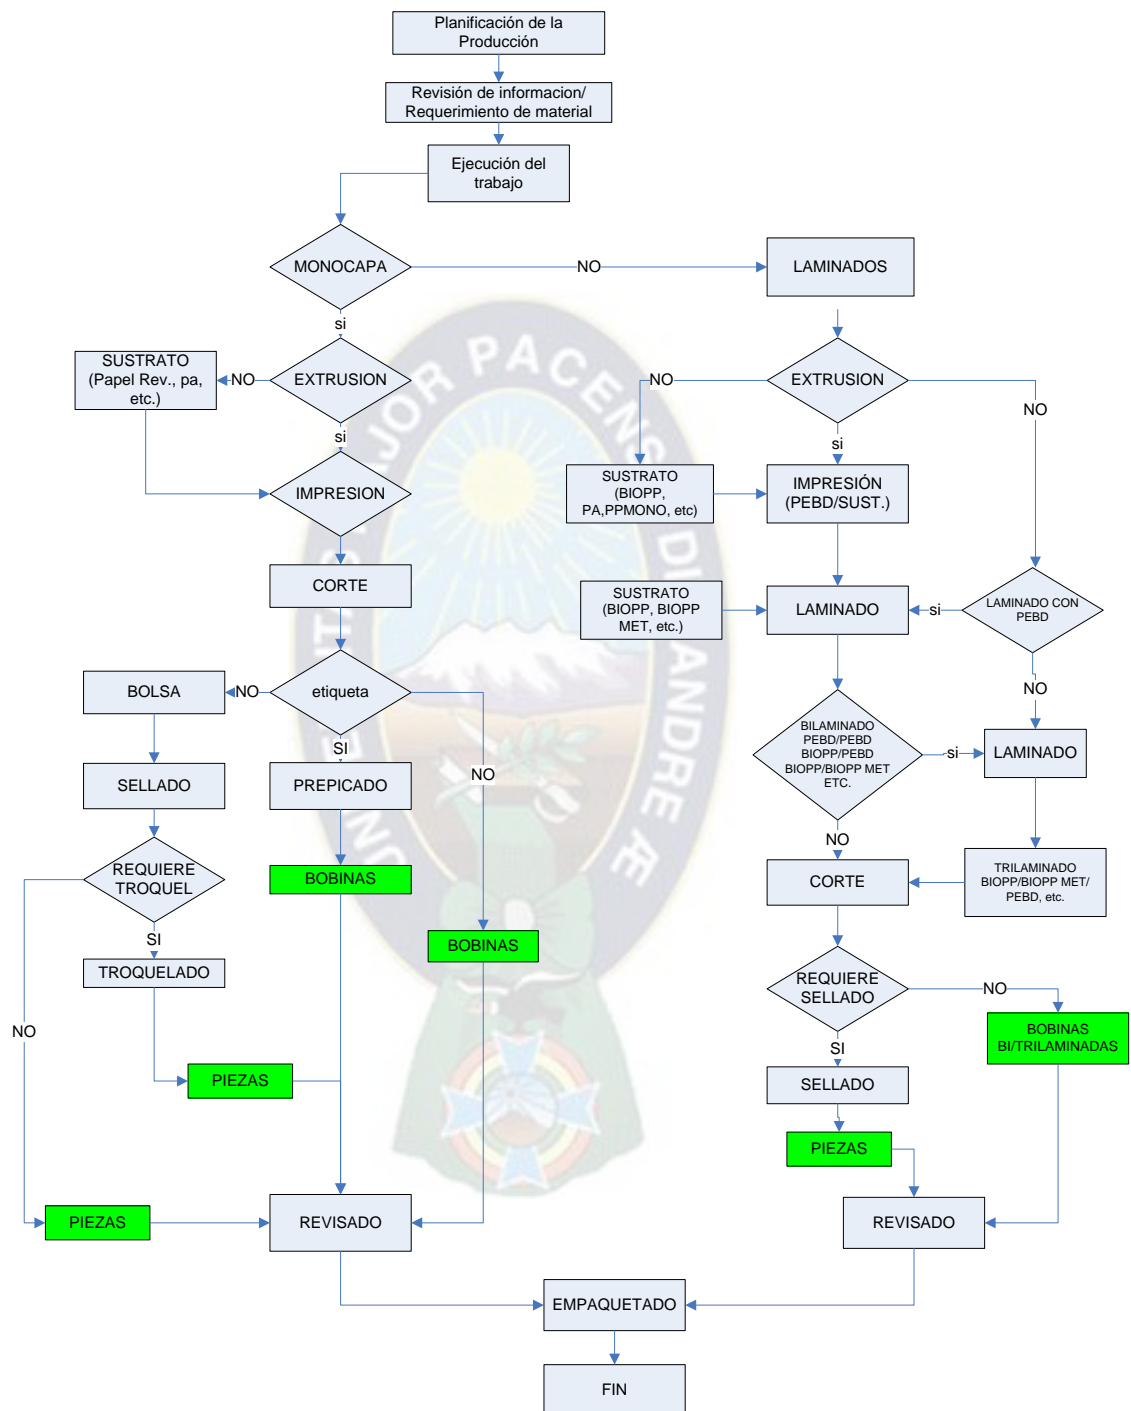 Planificación de la
Producción
Revisión de informacion/
Requerimiento de material
Ejecución del
trabajo
MONOCAPA
NO
LAMINADOS
si
SUSTRATO
(Papel Rev., pa,
etc.)
NO
EXTRUSION
si
IMPRESION
CORTE
BOLSA
NO
etiqueta
SI
NO
SELLADO
PREPICADO
REQUIERE
TROQUEL
BOBINAS
SI
TROQUELADO
BOBINAS
NO
PIEZAS
PIEZAS
REVISADO
NO
EXTRUSION
NO
si
SUSTRATO
(BIOPP,
PA,PPMONO, etc)
IMPRESIÓN
(PEBD/SUST.)
SUSTRATO
(BIOPP, BIOPP
MET, etc.)
LAMINADO
si
LAMINADO CON
PEBD
NO
BILAMINADO
PEBD/PEBD
BIOPP/PEBD
BIOPP/BIOPP MET
ETC.
si
LAMINADO
NO
CORTE
TRILAMINADO
BIOPP/BIOPP MET/
PEBD, etc.
REQUIERE
SELLADO
NO
SI
BOBINAS
BI/TRILAMINADAS
SELLADO
PIEZAS
REVISADO
EMPAQUETADO
FIN
PACENS
DI
ANDRE Æ